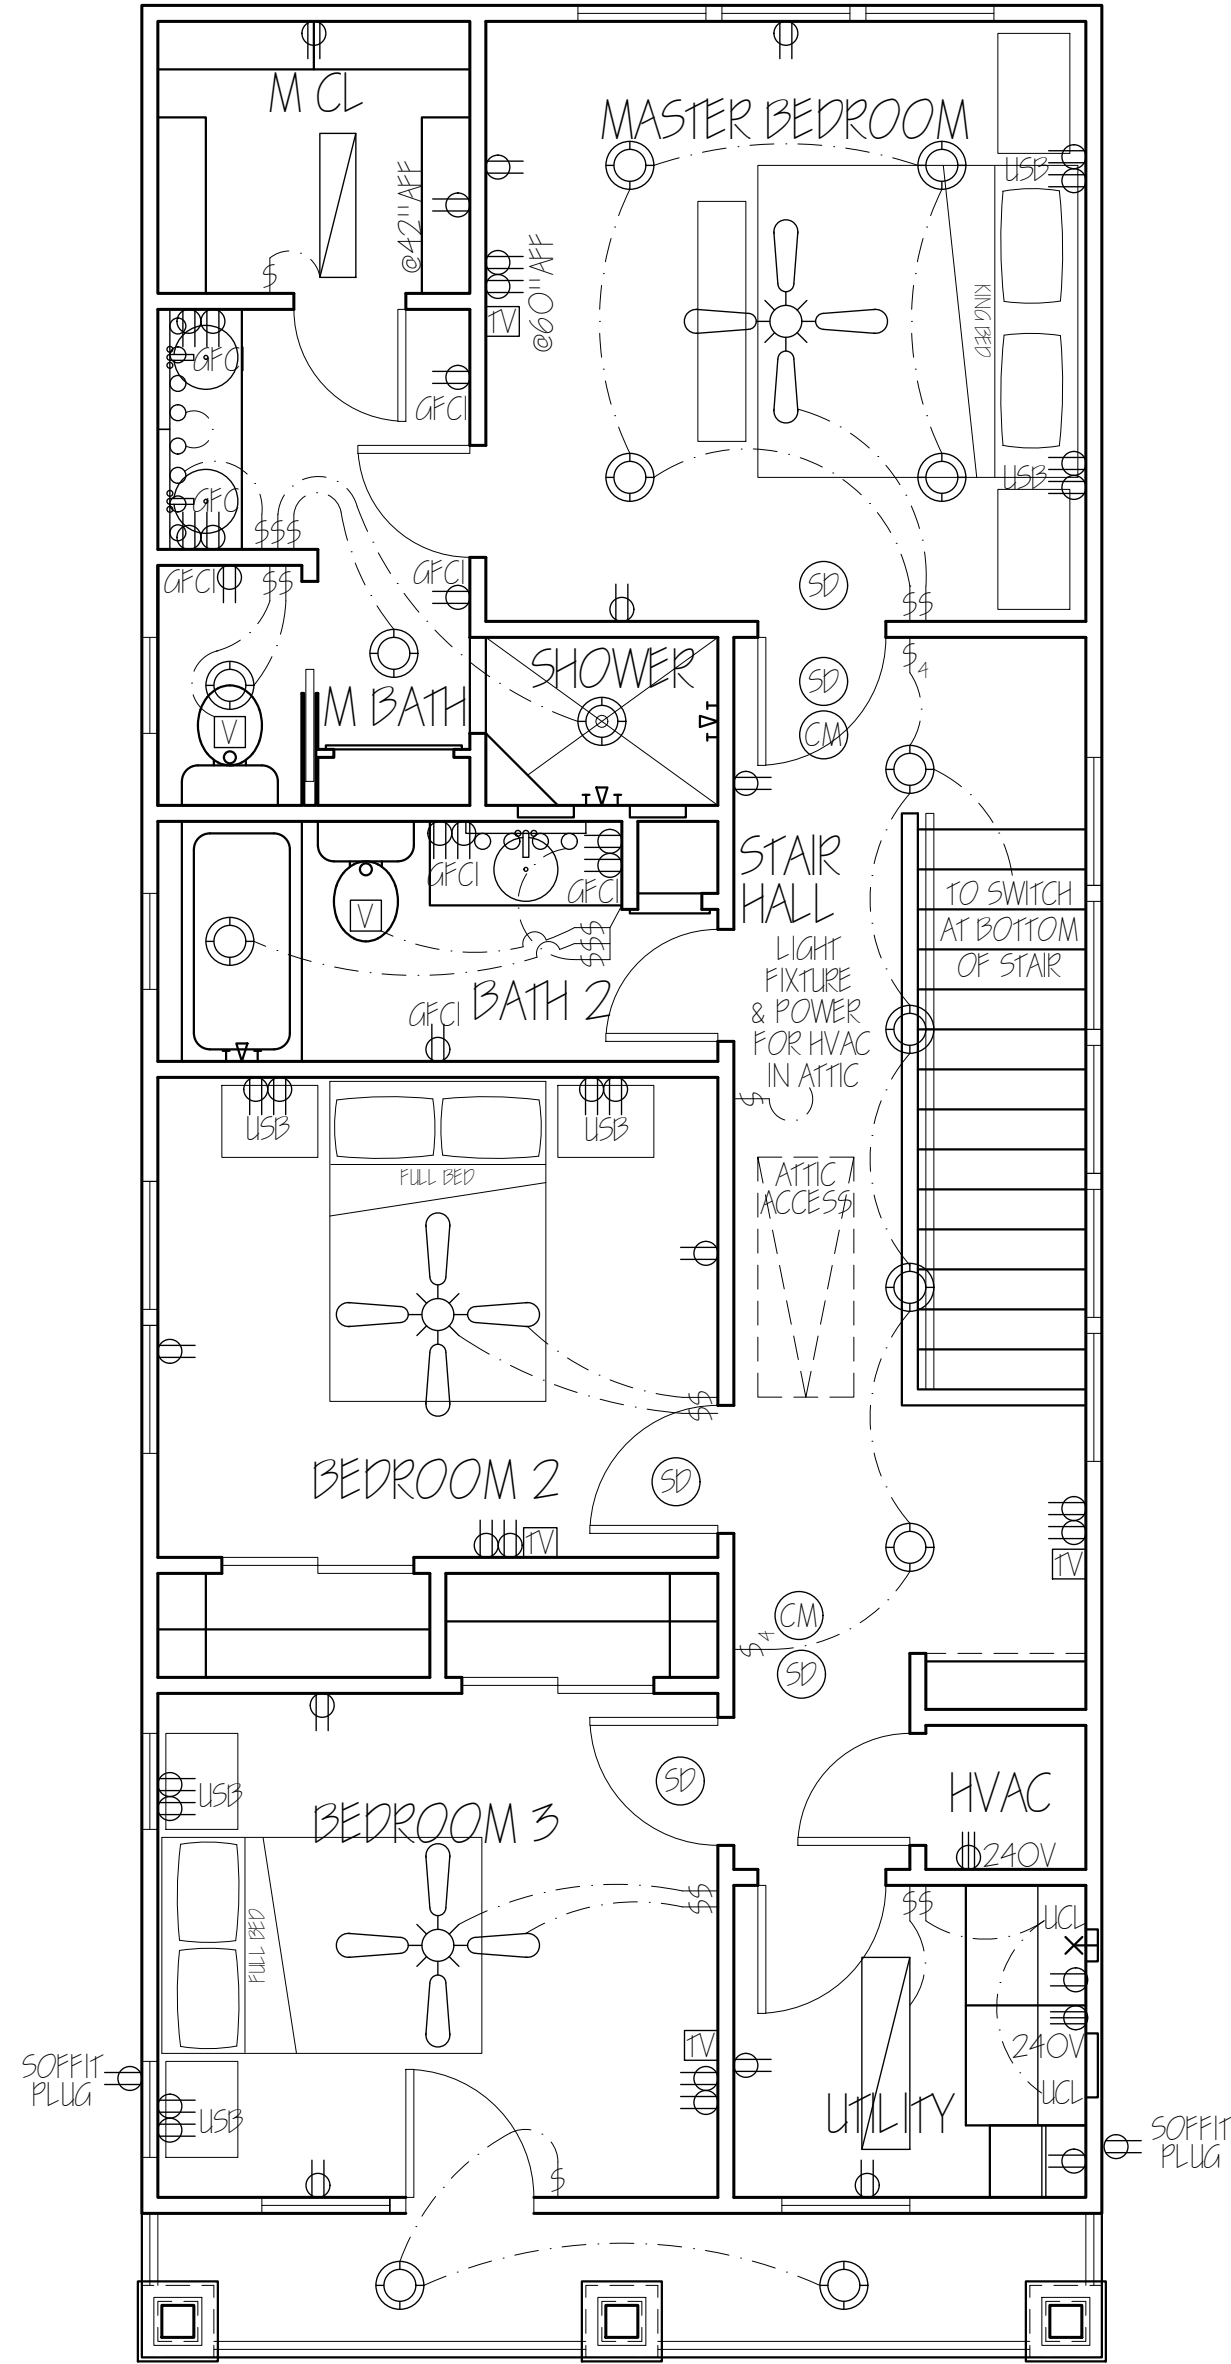 M CL
MASTER BEDROOM
USB
@42"AFF
@60"AFF
$
TV
KING BED
GFCI
GFCI
USB
GFCI
$$$
GFCI
$$
GFCI
SD
$$
SHOWER
SD
$4
M BATH
V
CM
STAIR
HALL
GFCI
GFCI
TO SWITCH
AT BOTTOM
OF STAIR
V
$$$
LIGHT
FIXTURE
& POWER
FOR HVAC
IN ATTIC
BATH 2
GFCI
$
USB
USB
FULL BED
ATTIC
ACCESS
$$
BEDROOM 2
SD
TV
TV
CM
$4
SD
SD
HVAC
USB
BEDROOM 3
240V
$$
$$
UCL
FULL BED
TV
240V
SOFFIT
PLUG
UCL
USB
UTILITY
SOFFIT
PLUG
$